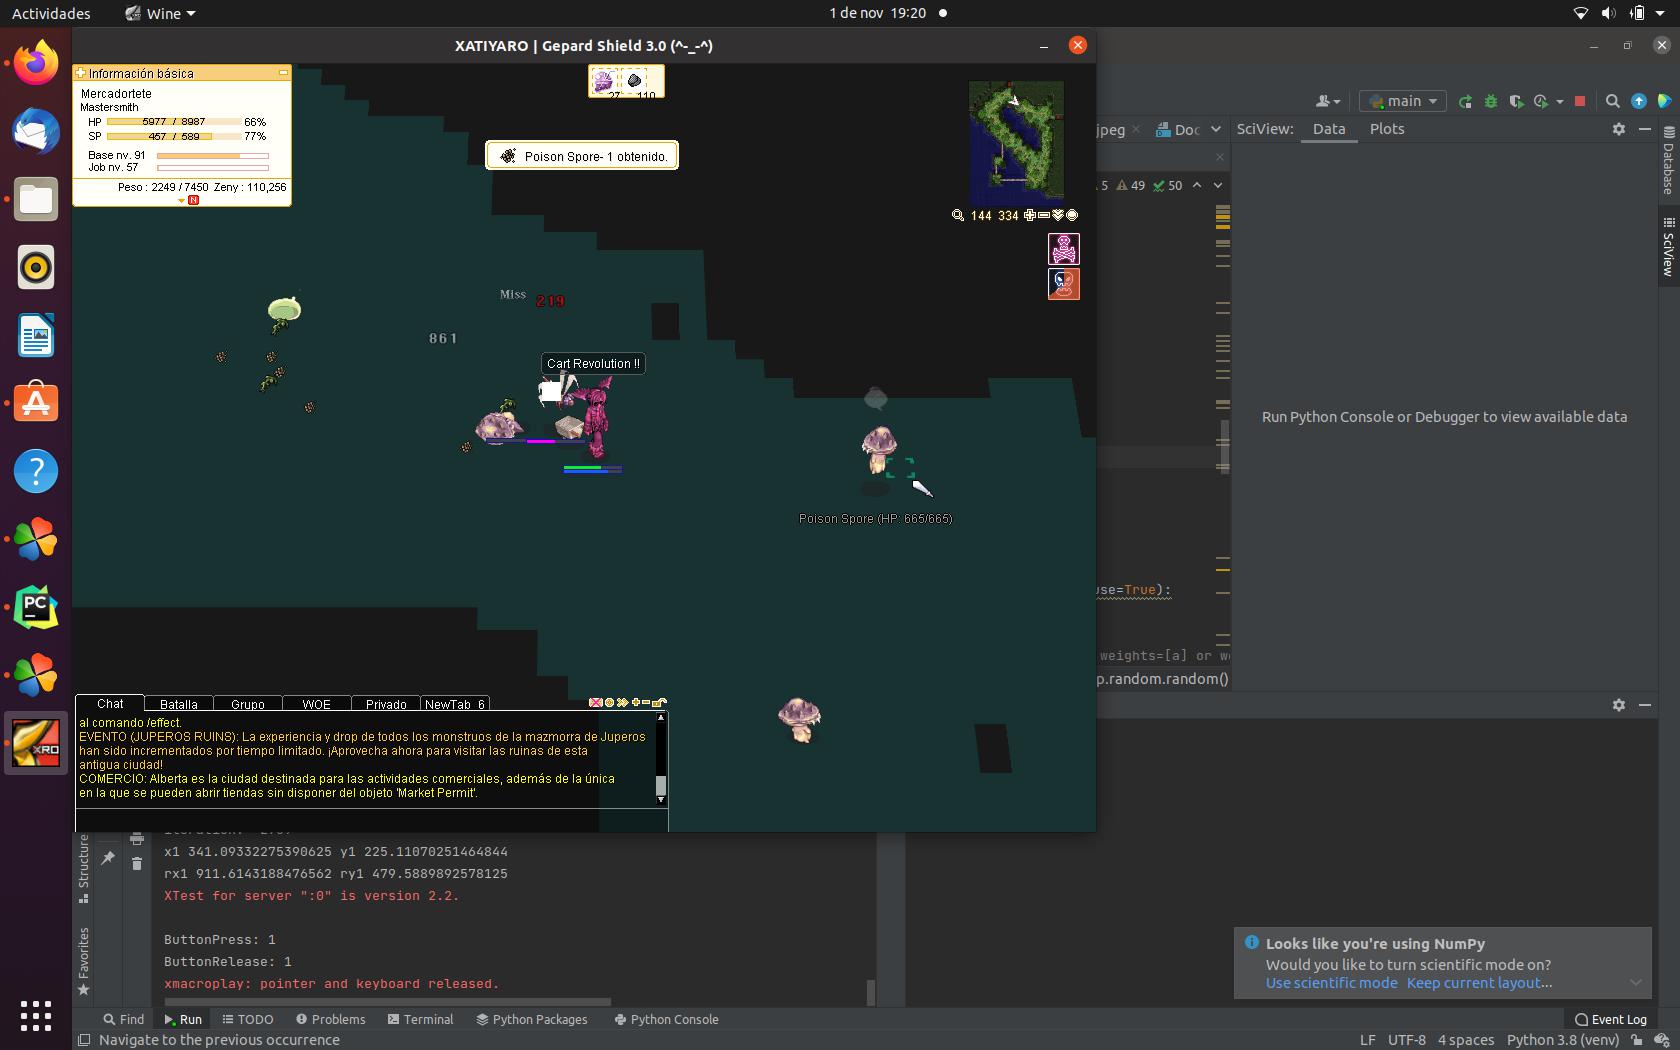 Actividades
Wine
1 de nov 19:20
XATIYARO | Gepard Shield 3.0 (^-_-^)
Información básica
Mercadortete
Mastersmith
HP 5977 / 8987 66%
SP 457 / 589 77%
Base nv. 91
Job nv. 57
Peso : 2249 / 7450 Zeny : 110,256
N
27 110
Poison Spore- 1 obtenido.
144 334
Miss 219
861
Cart Revolution !!
Poison Spore (HP: 665/665)
Chat Batalla Grupo WOE Privado NewTab 6
al comando /effect.
EVENTO (JUPEROS RUINS): La experiencia y drop de todos los monstruos de la mazmorra de Juperos
han sido incrementados por tiempo limitado. ¡Aprovecha ahora para visitar las ruinas de esta
antigua ciudad!
COMERCIO: Alberta es la ciudad destinada para las actividades comerciales, además de la única
en la que se pueden abrir tiendas sin disponer del objeto 'Market Permit'.
PC
XRO
main
jpeg
Doc
SciView: Data Plots
5 49 50
Database
SciView
Run Python Console or Debugger to view available data
use=True):
weights=[a] or w
p.random.random()
x1 341.09332275390625 y1 225.11070251464844
rx1 911.6143188476562 ry1 479.5889892578125
XTest for server ":0" is version 2.2.
ButtonPress: 1
ButtonRelease: 1
xmacroplay: pointer and keyboard released.
Structure
Favorites
Looks like you're using NumPy
Would you like to turn scientific mode on?
Use scientific mode Keep current layout...
Find Run TODO Problems Terminal Python Packages Python Console
Event Log
Navigate to the previous occurrence
LF UTF-8 4 spaces Python 3.8 (venv)